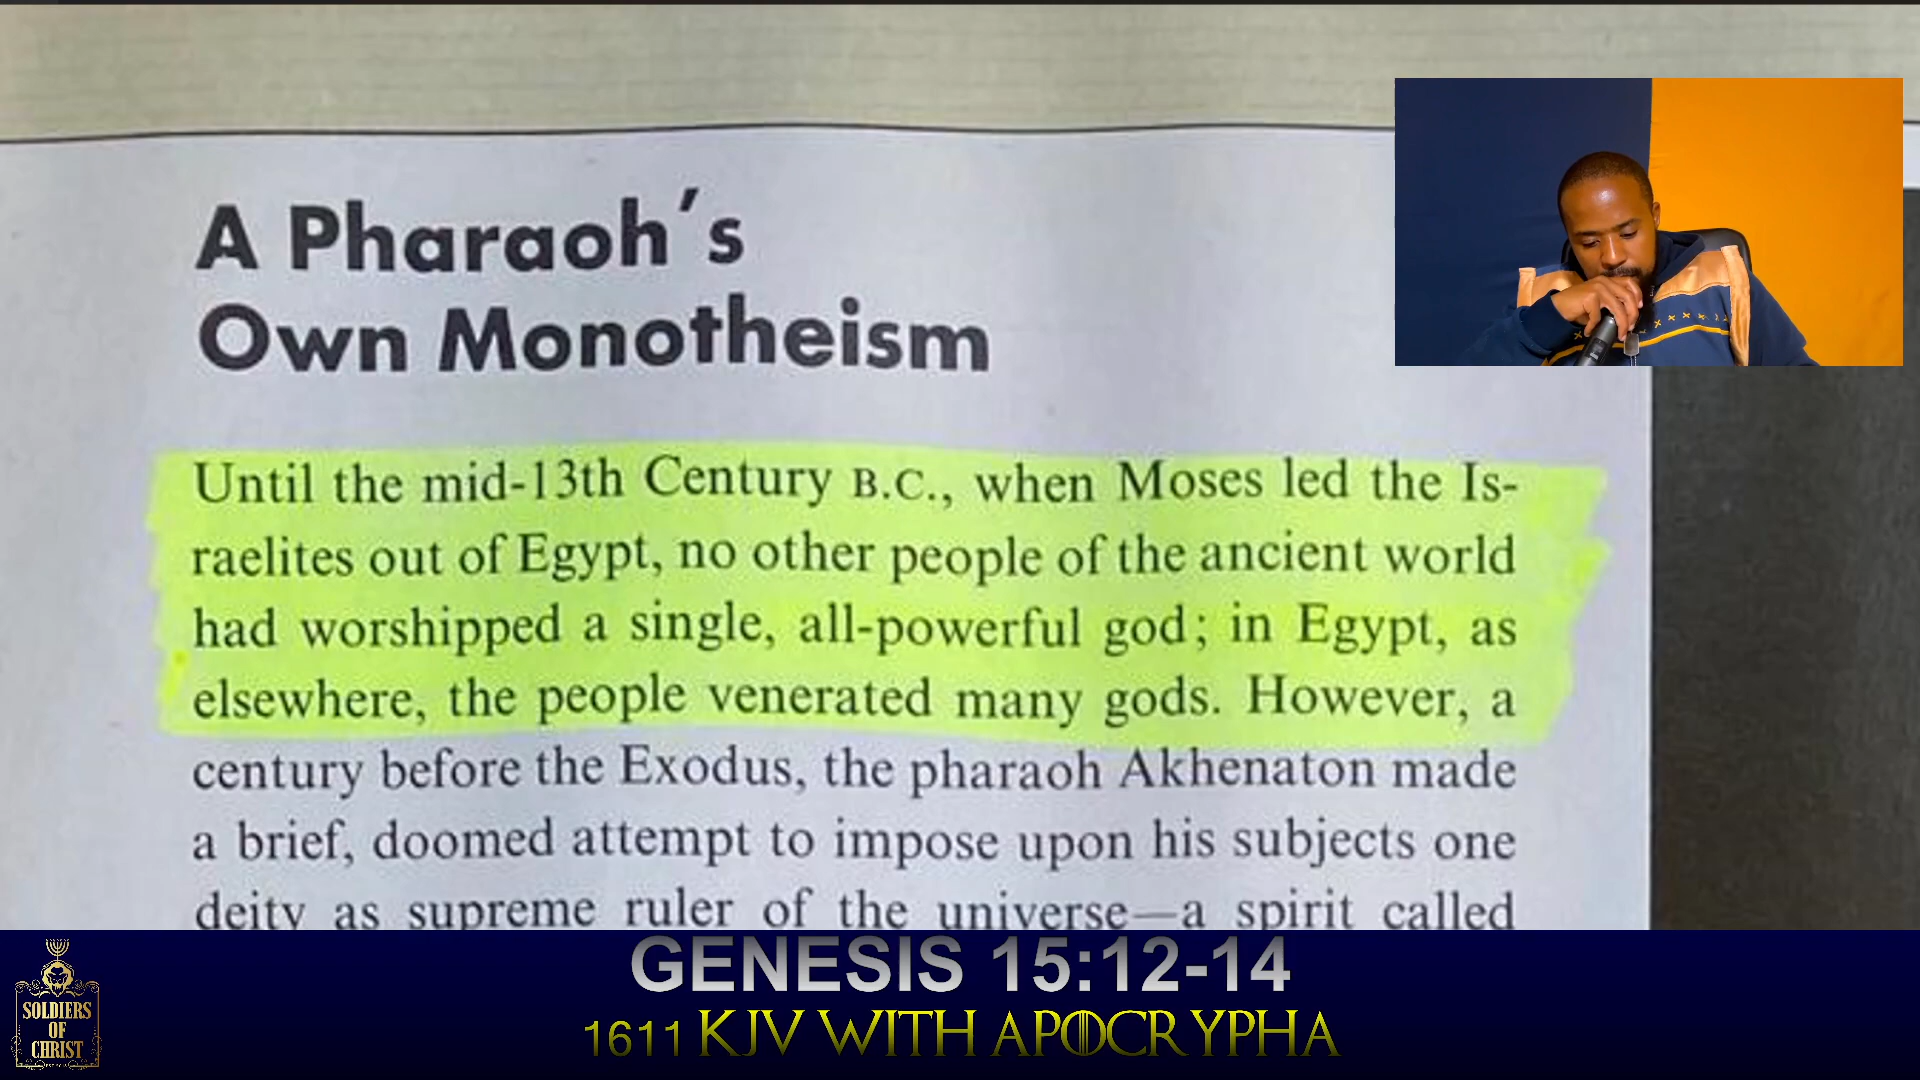 A Pharaoh's
Own Monotheism
Until the mid-13th Century B.C., when Moses led the Is-
raelites out of Egypt, no other people of the ancient world
had worshipped a single, all-powerful god; in Egypt, as
elsewhere, the people venerated many gods. However, a
century before the Exodus, the pharaoh Akhenaton made
a brief, doomed attempt to impose upon his subjects one
deity as supreme ruler of the universe—a spirit called
GENESIS 15:12-14
1611 KJV WITH APOCRYPHA
SOLDIERS
OF
CHRIST